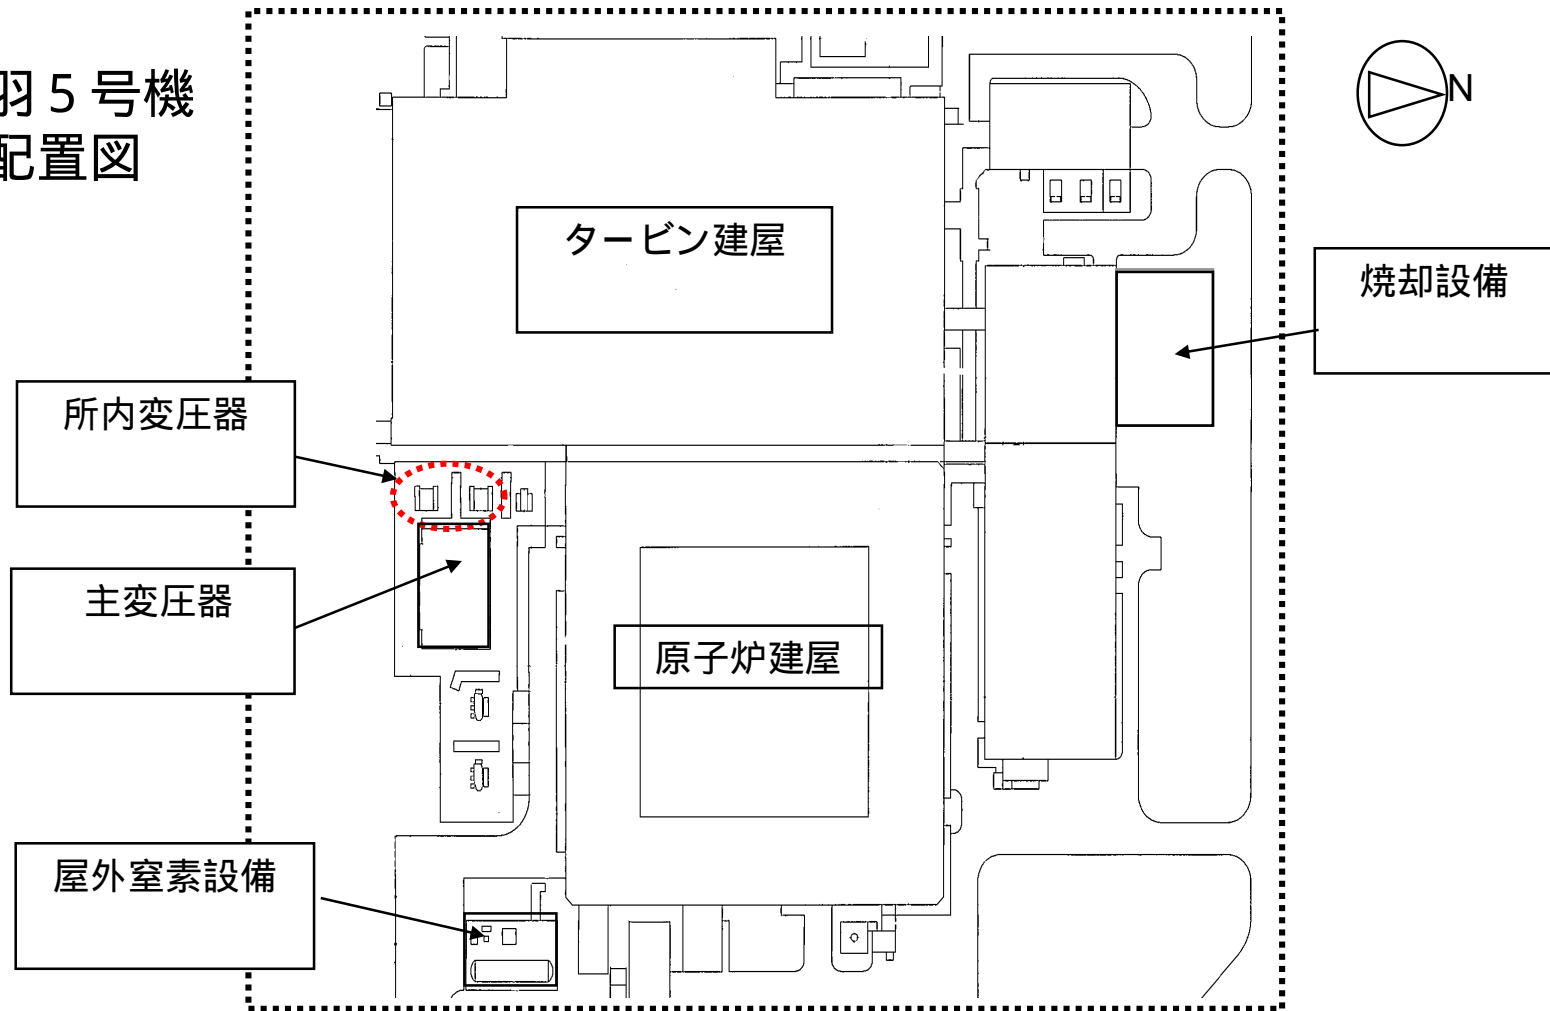 羽5号機
配置図
N
タービン建屋
焼却設備
所内変圧器
主変圧器
原子炉建屋
屋外窒素設備